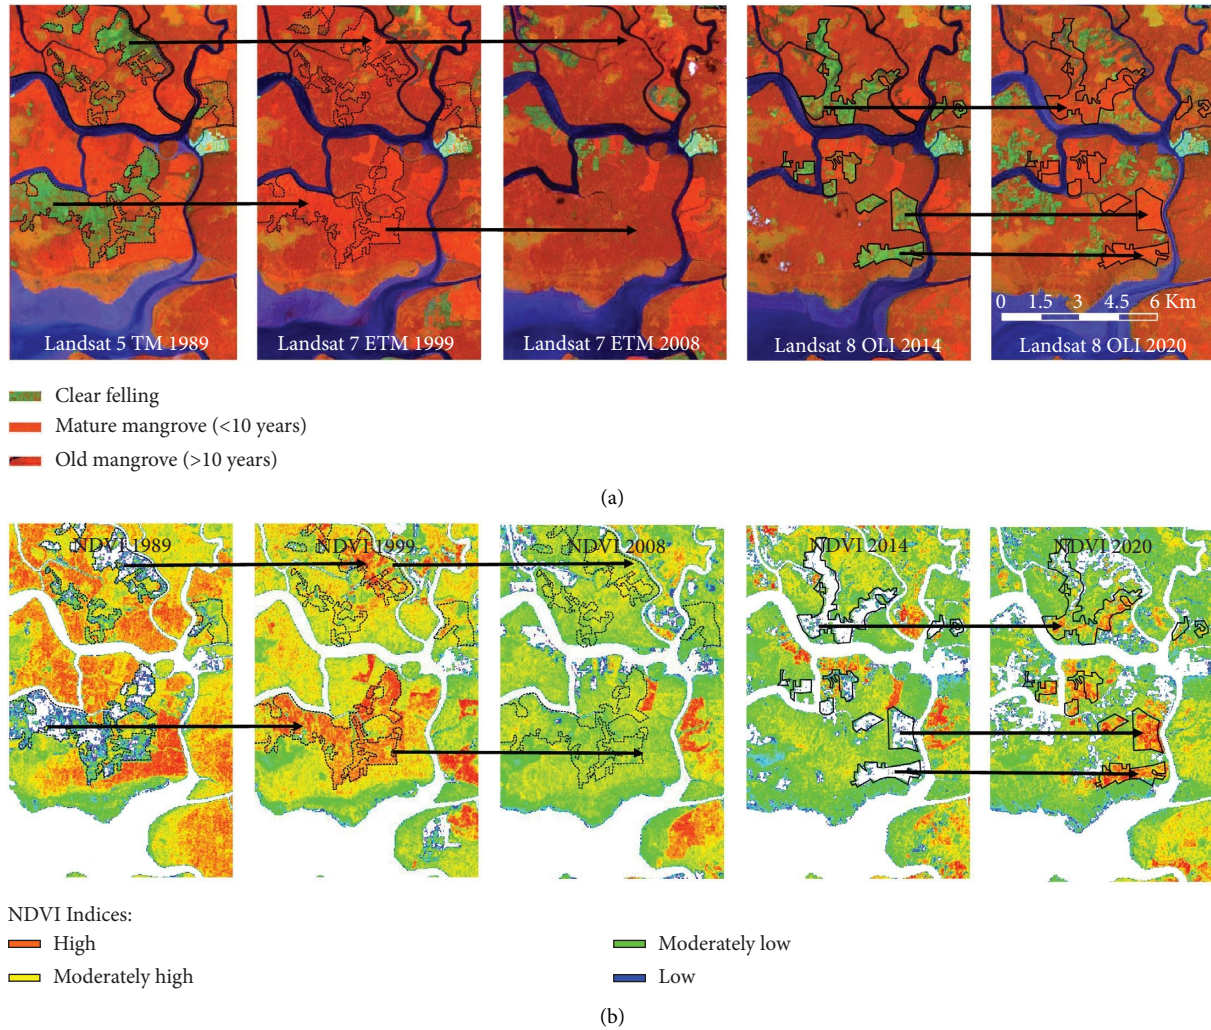 0 1.5 3 4.5 6 Km
Landsat 5 TM 1989
Landsat 7 ETM 1999
Landsat 7 ETM 2008
Landsat 8 OLI 2014
Landsat 8 OLI 2020
Clear felling
Mature mangrove (<10 years)
Old mangrove (>10 years)
(a)
NDVI 1989
NDVI 1999
NDVI 2008
NDVI 2014
NDVI 2020
NDVI Indices:
High
Moderately high
Moderately low
Low
(b)